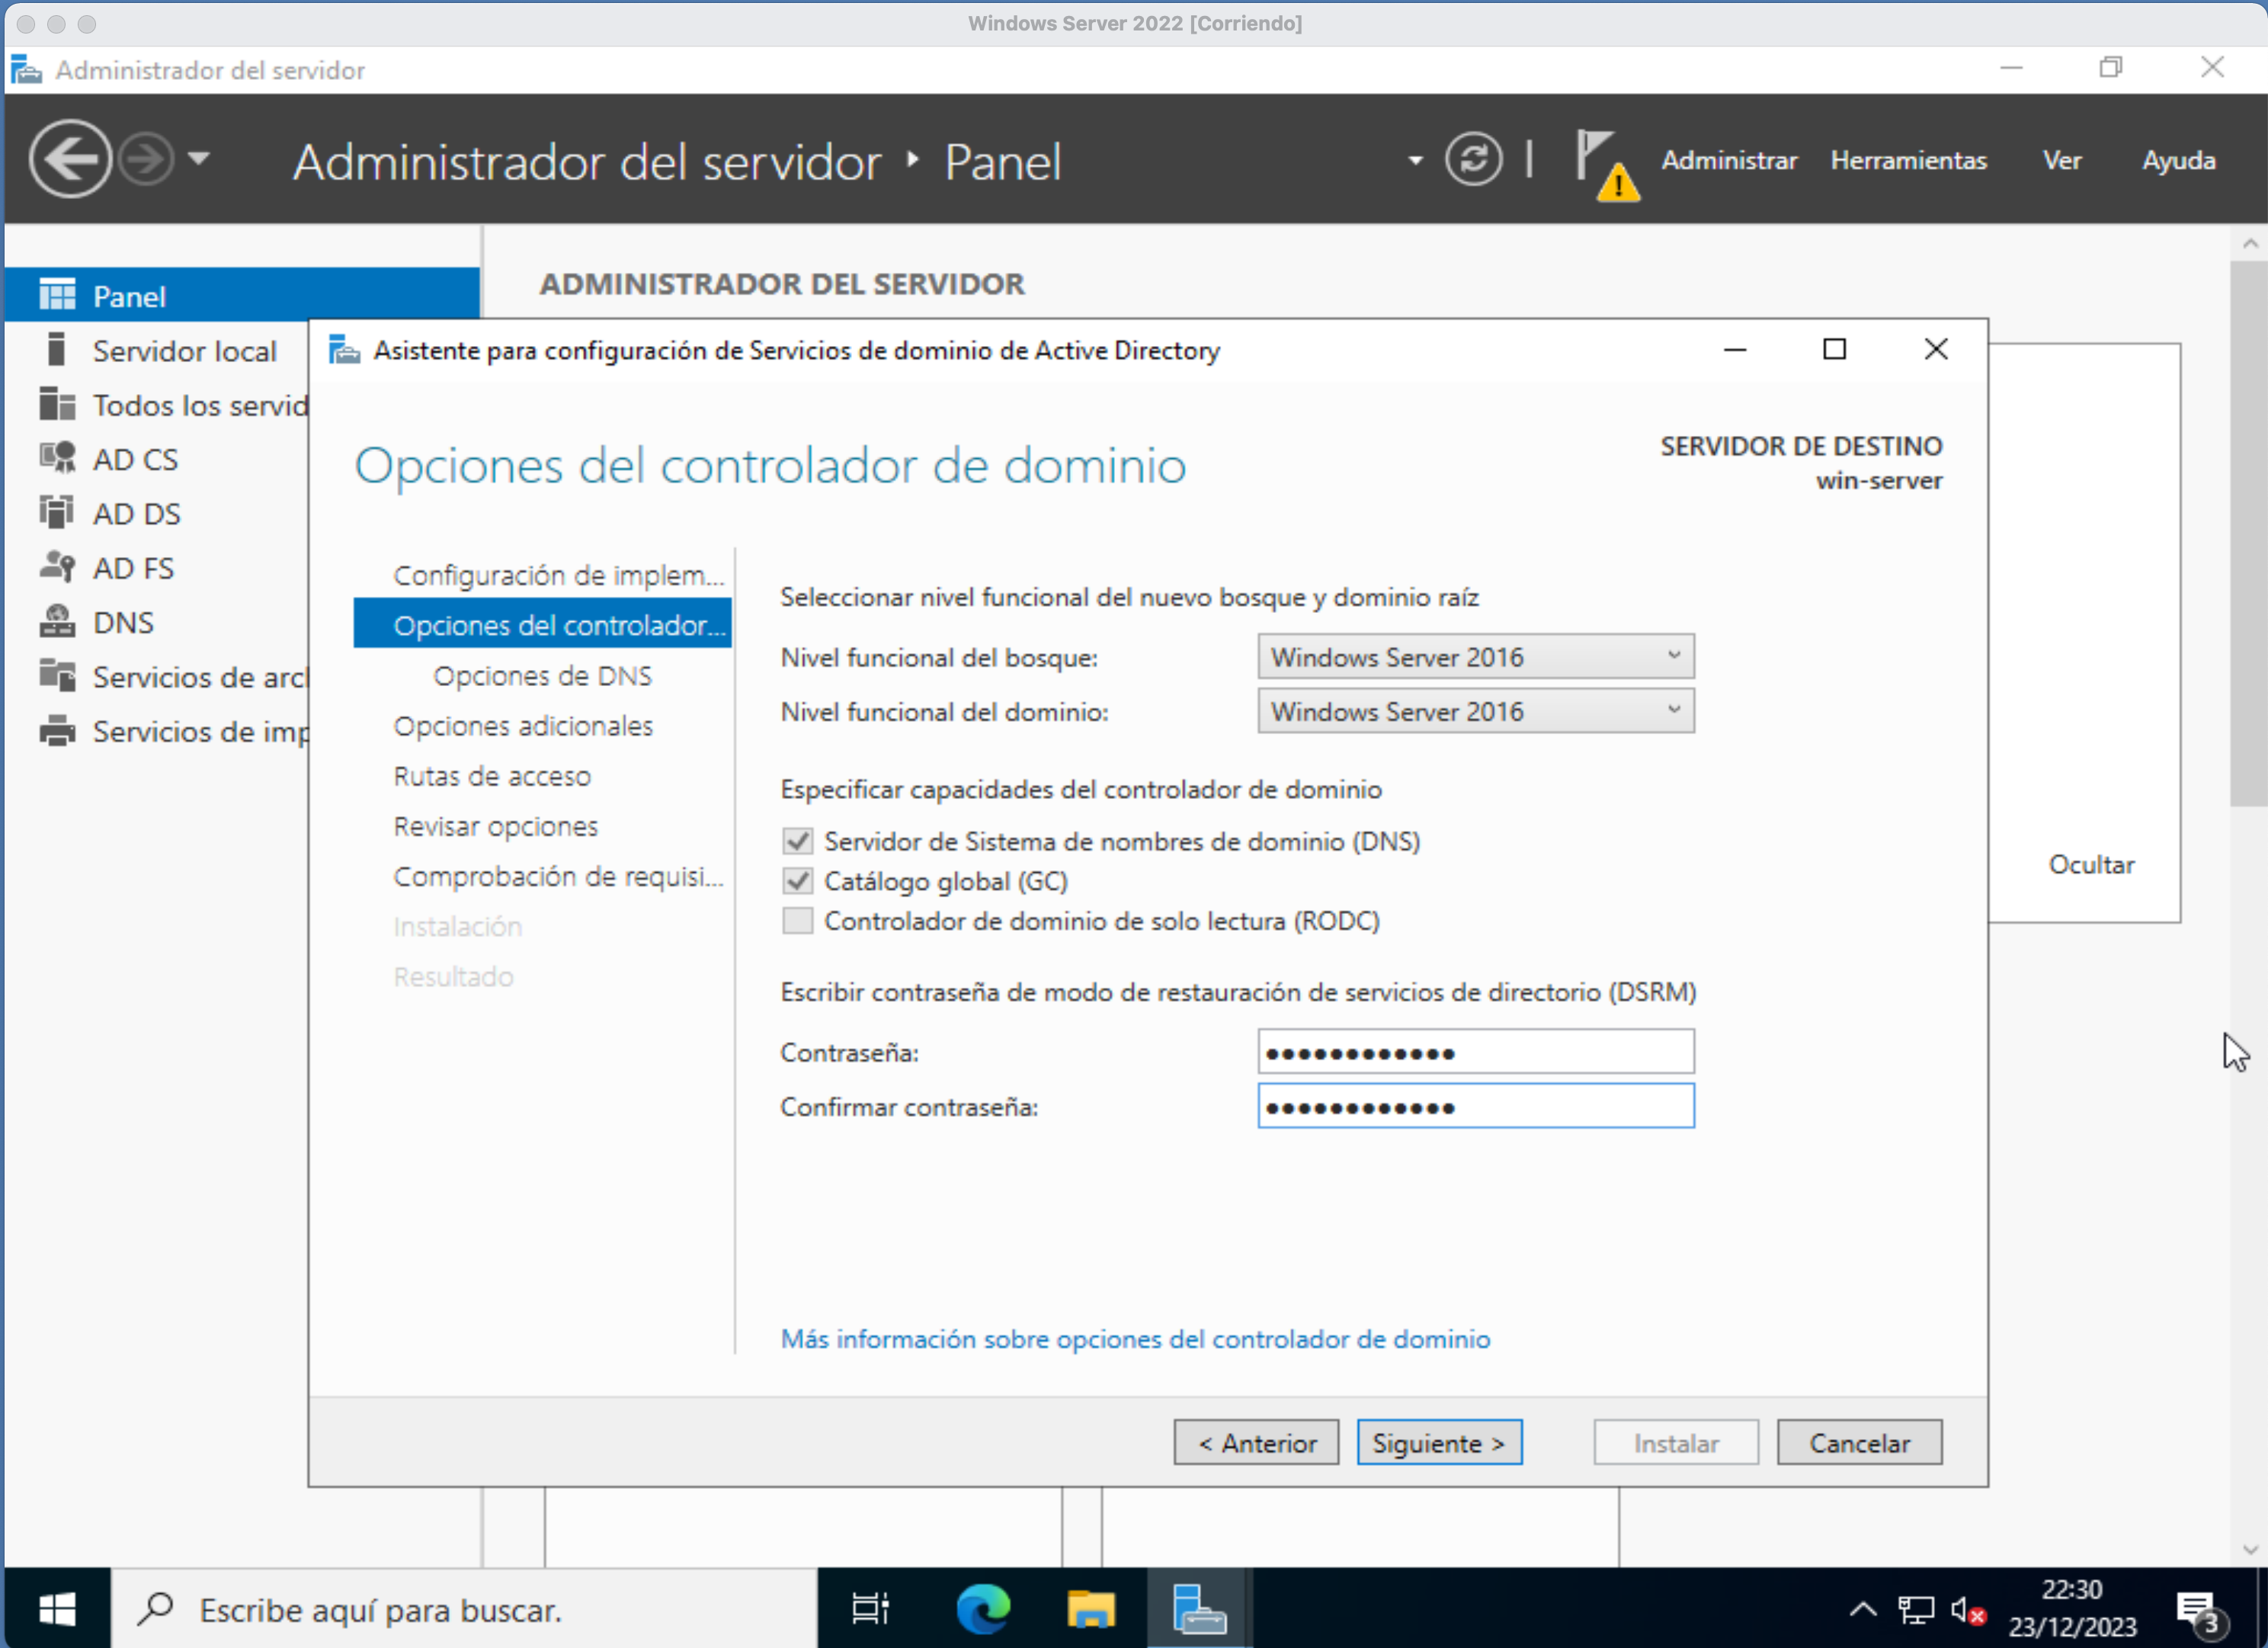 Windows Server 2022 [Corriendo]
Administrador del servidor
Administrador del servidor Panel
Administrar Herramientas Ver Ayuda
Panel
Servidor local
Todos los servid
AD CS
AD DS
AD FS
DNS
Servicios de
Servicios de
ADMINISTRADOR DEL SERVIDOR
Ocultar
Asistente para configuración de Servicios de dominio de Active Directory
Opciones del controlador de dominio
SERVIDOR DE DESTINO
win-server
Configuración de implem...
Opciones del controlador...
Opciones de DNS
Opciones adicionales
Rutas de acceso
Revisar opciones
Comprobación de requisi...
Instalación
Resultado
Seleccionar nivel funcional del nuevo bosque y dominio raíz
Nivel funcional del bosque: Windows Server 2016
Nivel funcional del dominio: Windows Server 2016
Especificar capacidades del controlador de dominio
Servidor de Sistema de nombres de dominio (DNS)
Catálogo global (GC)
Controlador de dominio de solo lectura (RODC)
Escribir contraseña de modo de restauración de servicios de directorio (DSRM)
Contraseña: ●●●●●●●●●●●●
Confirmar contraseña: ●●●●●●●●●●●●
Más información sobre opciones del controlador de dominio
< Anterior Siguiente > Instalar Cancelar
Escribe aquí para buscar.
22:30
23/12/2023
3